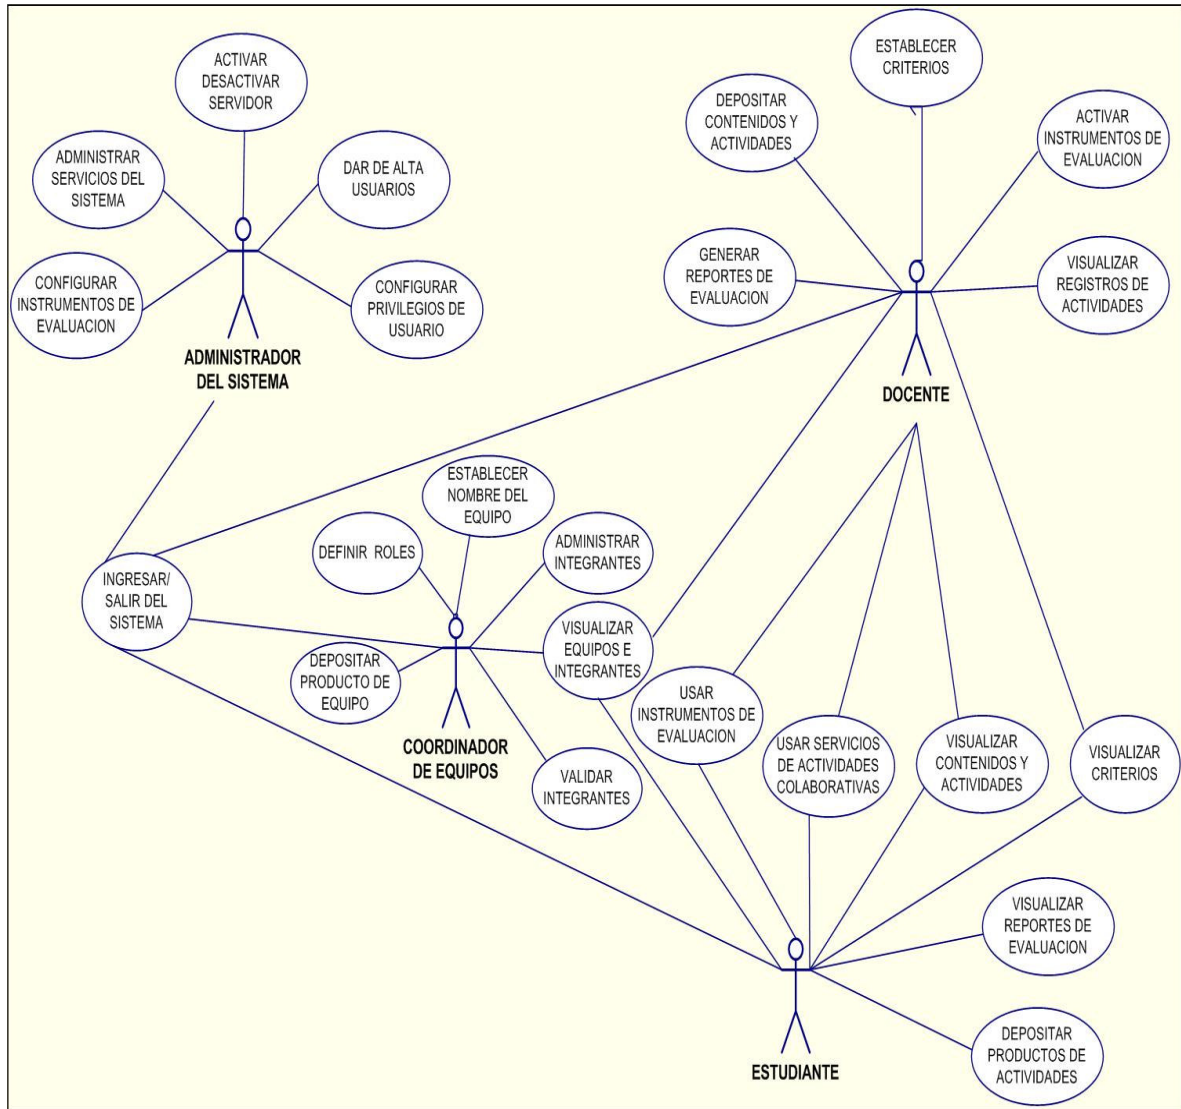 ACTIVAR
DESACTIVAR
SERVIDOR
ADMINISTRAR
SERVICIOS DEL
SISTEMA
DAR DE ALTA
USUARIOS
CONFIGURAR
INSTRUMENTOS DE
EVALUACION
CONFIGURAR
PRIVILEGIOS DE
USUARIO
ADMINISTRADOR
DEL SISTEMA
ESTABLECER
CRITERIOS
DEPOSITAR
CONTENIDOS Y
ACTIVIDADES
ACTIVAR
INSTRUMENTOS DE
EVALUACION
GENERAR
REPORTES DE
EVALUACION
VISUALIZAR
REGISTROS DE
ACTIVIDADES
DOCENTE
ESTABLECER
NOMBRE DEL
EQUIPO
DEFINIR ROLES
ADMINISTRAR
INTEGRANTES
INGRESAR/
SALIR DEL
SISTEMA
VISUALIZAR
EQUIPOS E
INTEGRANTES
DEPOSITAR
PRODUCTO DE
EQUIPO
COORDINADOR
DE EQUIPOS
VALIDAR
INTEGRANTES
USAR
INSTRUMENTOS DE
EVALUACION
USAR SERVICIOS
DE ACTIVIDADES
COLABORATIVAS
VISUALIZAR
CONTENIDOS Y
ACTIVIDADES
VISUALIZAR
CRITERIOS
VISUALIZAR
REPORTES DE
EVALUACION
DEPOSITAR
PRODUCTOS DE
ACTIVIDADES
ESTUDIANTE